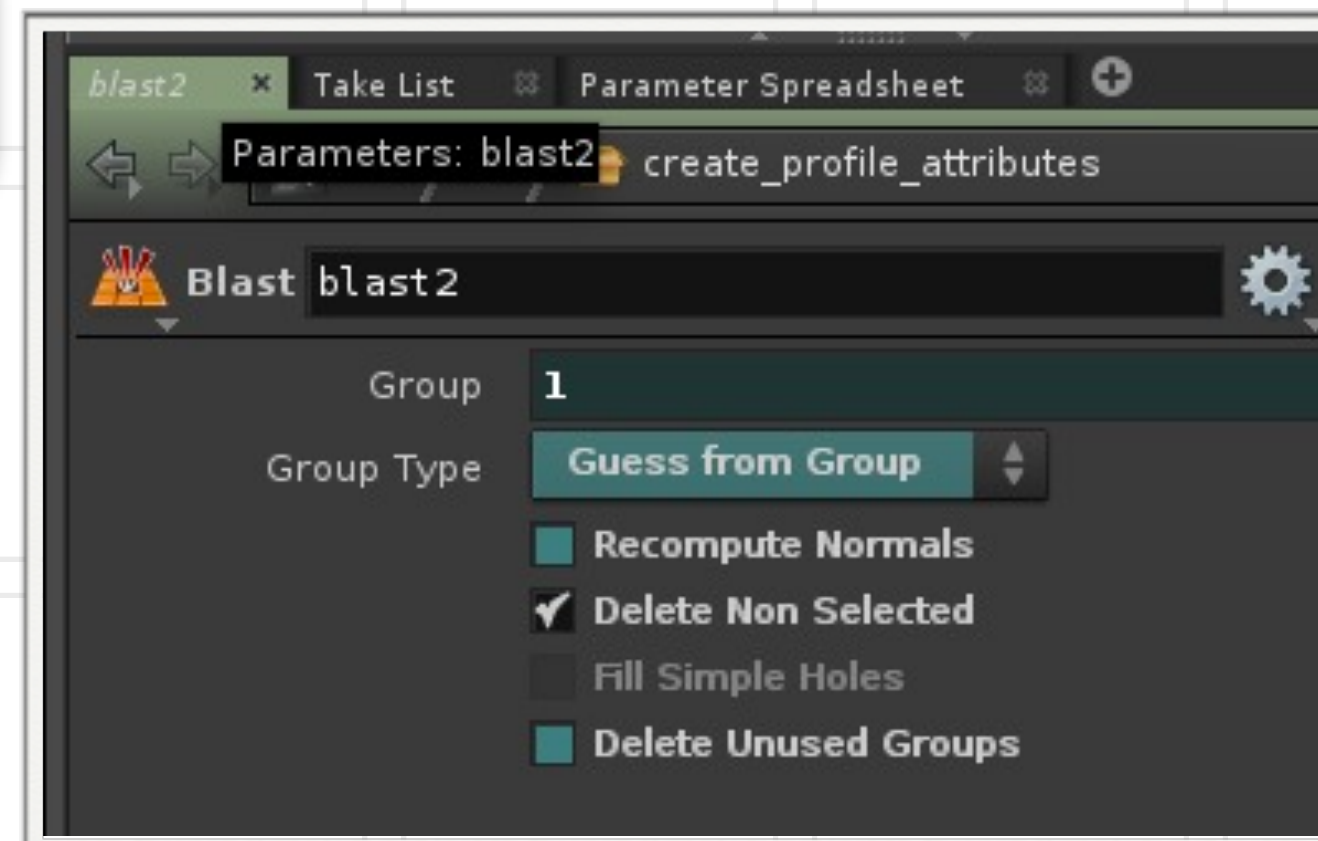 blast2 Take List Parameter Spreadsheet
Parameters: blast2 create_profile_attributes
Blast blast2
Group 1
Group Type Guess from Group
Recompute Normals
Delete Non Selected
Fill Simple Holes
Delete Unused Groups